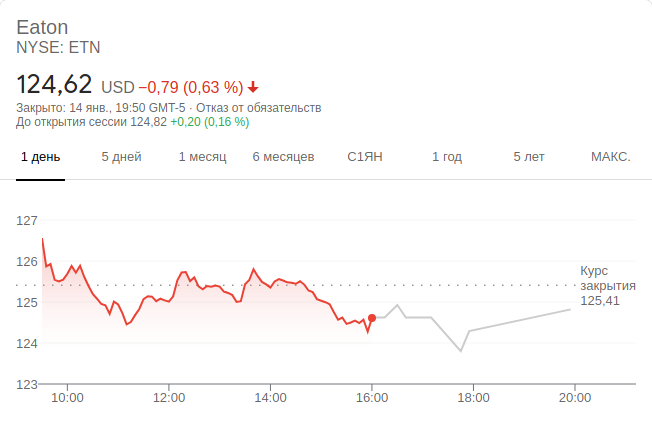 Eaton
NYSE: ETN
124,62 USD −0,79 (0,63 %)
Закрыто: 14 янв., 19:50 GMT-5 · Отказ от обязательств
До открытия сессии 124,82 +0,20 (0,16 %)
1 день 5 дней 1 месяц 6 месяцев С1ЯН 1 год 5 лет МАКС.
127
126
Курс
закрытия
125,41
125
124
123
10:00 12:00 14:00 16:00 18:00 20:00